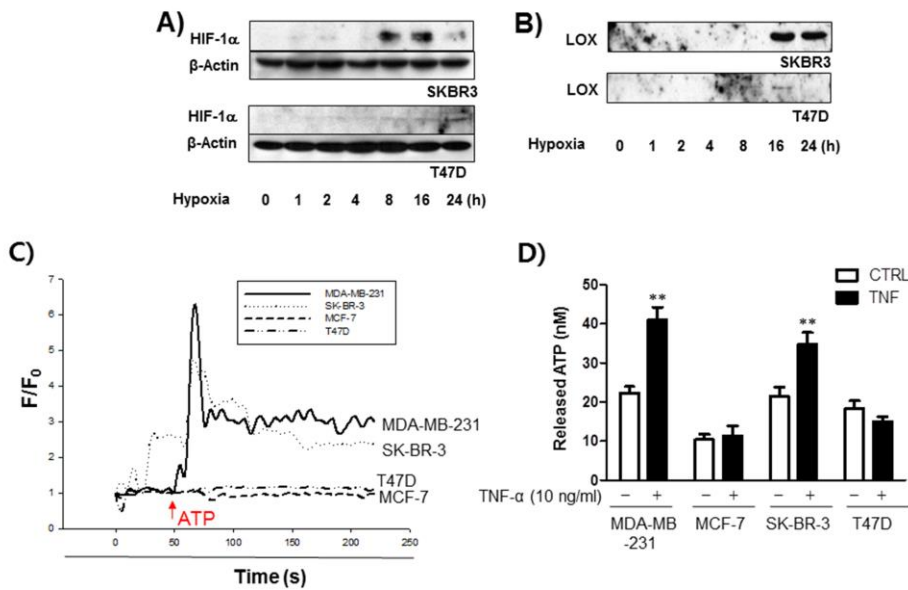 A)
HIF-1α
β-Actin
SKBR3
HIF-1α
β-Actin
T47D
Hypoxia 0 1 2 4 8 16 24 (h)
B)
LOX
SKBR3
LOX
T47D
Hypoxia 0 1 2 4 8 16 24 (h)
C)
7
6
5
4
3
2
1
0
F/F0
MDA-MB-231
SK-BR-3
MCF-7
T47D
MDA-MB-231
SK-BR-3
T47D
MCF-7
ATP
0 50 100 150 200 250
Time (s)
D)
CTRL
TNF
50
40
30
20
10
0
Released ATP (nM)
** **
TNF-α (10 ng/ml) − + − + − + − +
MDA-MB MCF-7 SK-BR-3 T47D
-231